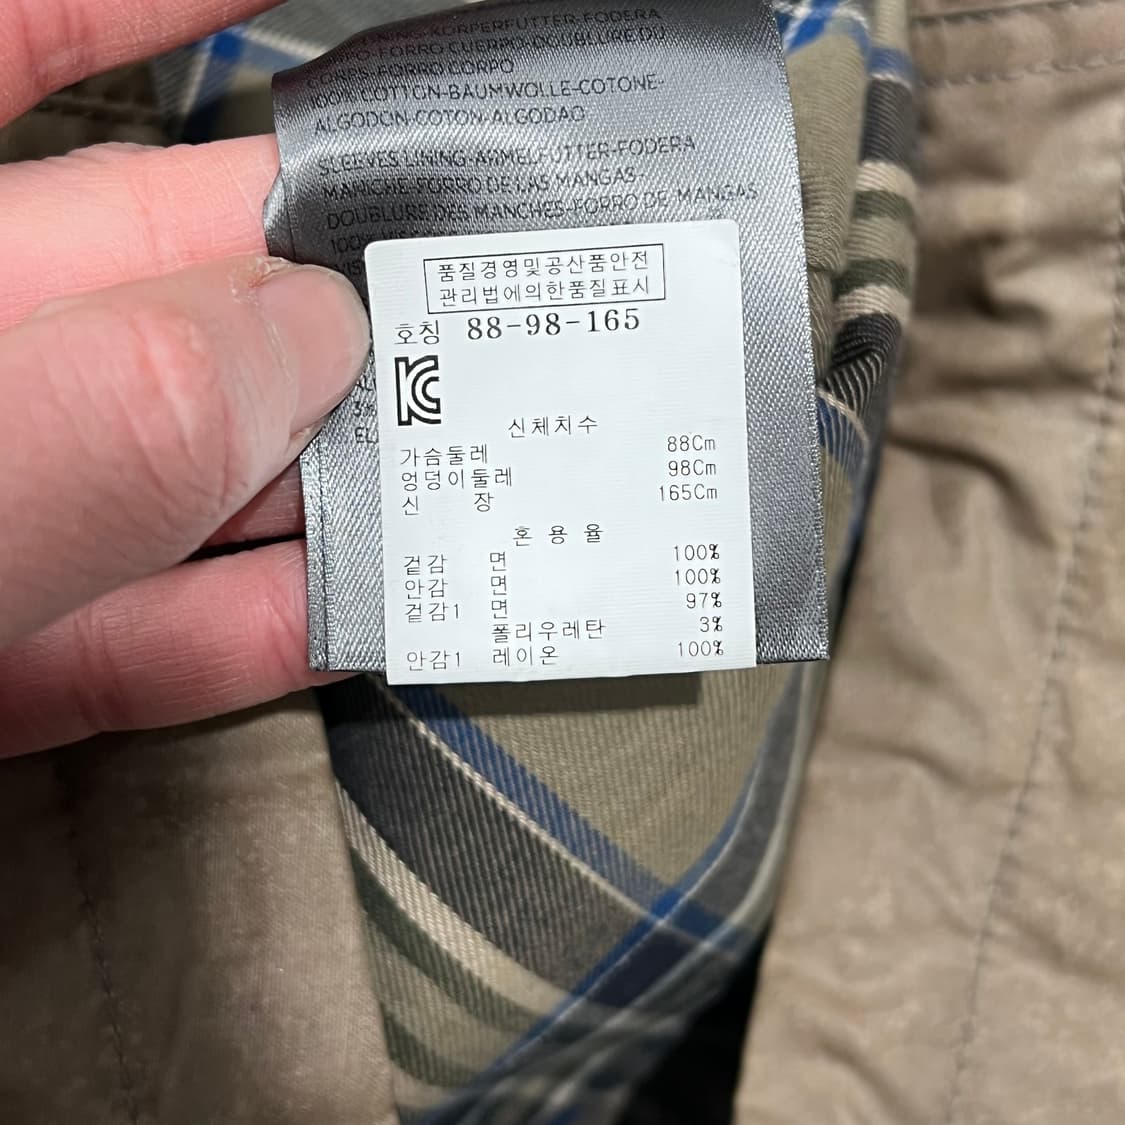 LINING-KÖRPERFUTTER-FODERA
CORPO-FORRO CUERPO-DOUBLURE DU
CORPS-FORRO CORPO
100% COTTON-BAUMWOLLE-COTONE-
ALGODON-COTON-ALGODAO
SLEEVES LINING-ARMELFUTTER-FODERA
MANICHE-FORRO DE LAS MANGAS-
DOUBLURE DES MANCHES-FORRO DE MANGAS
100%
품질경영및공산품안전
관리법에의한품질표시
호칭 88-98-165
신체치수
가슴둘레 88Cm
엉덩이둘레 98Cm
신 장 165Cm
혼 용 율
겉감 면 100%
안감 면 100%
겉감1 면 97%
폴리우레탄 3%
안감1 레이온 100%
3%
EL